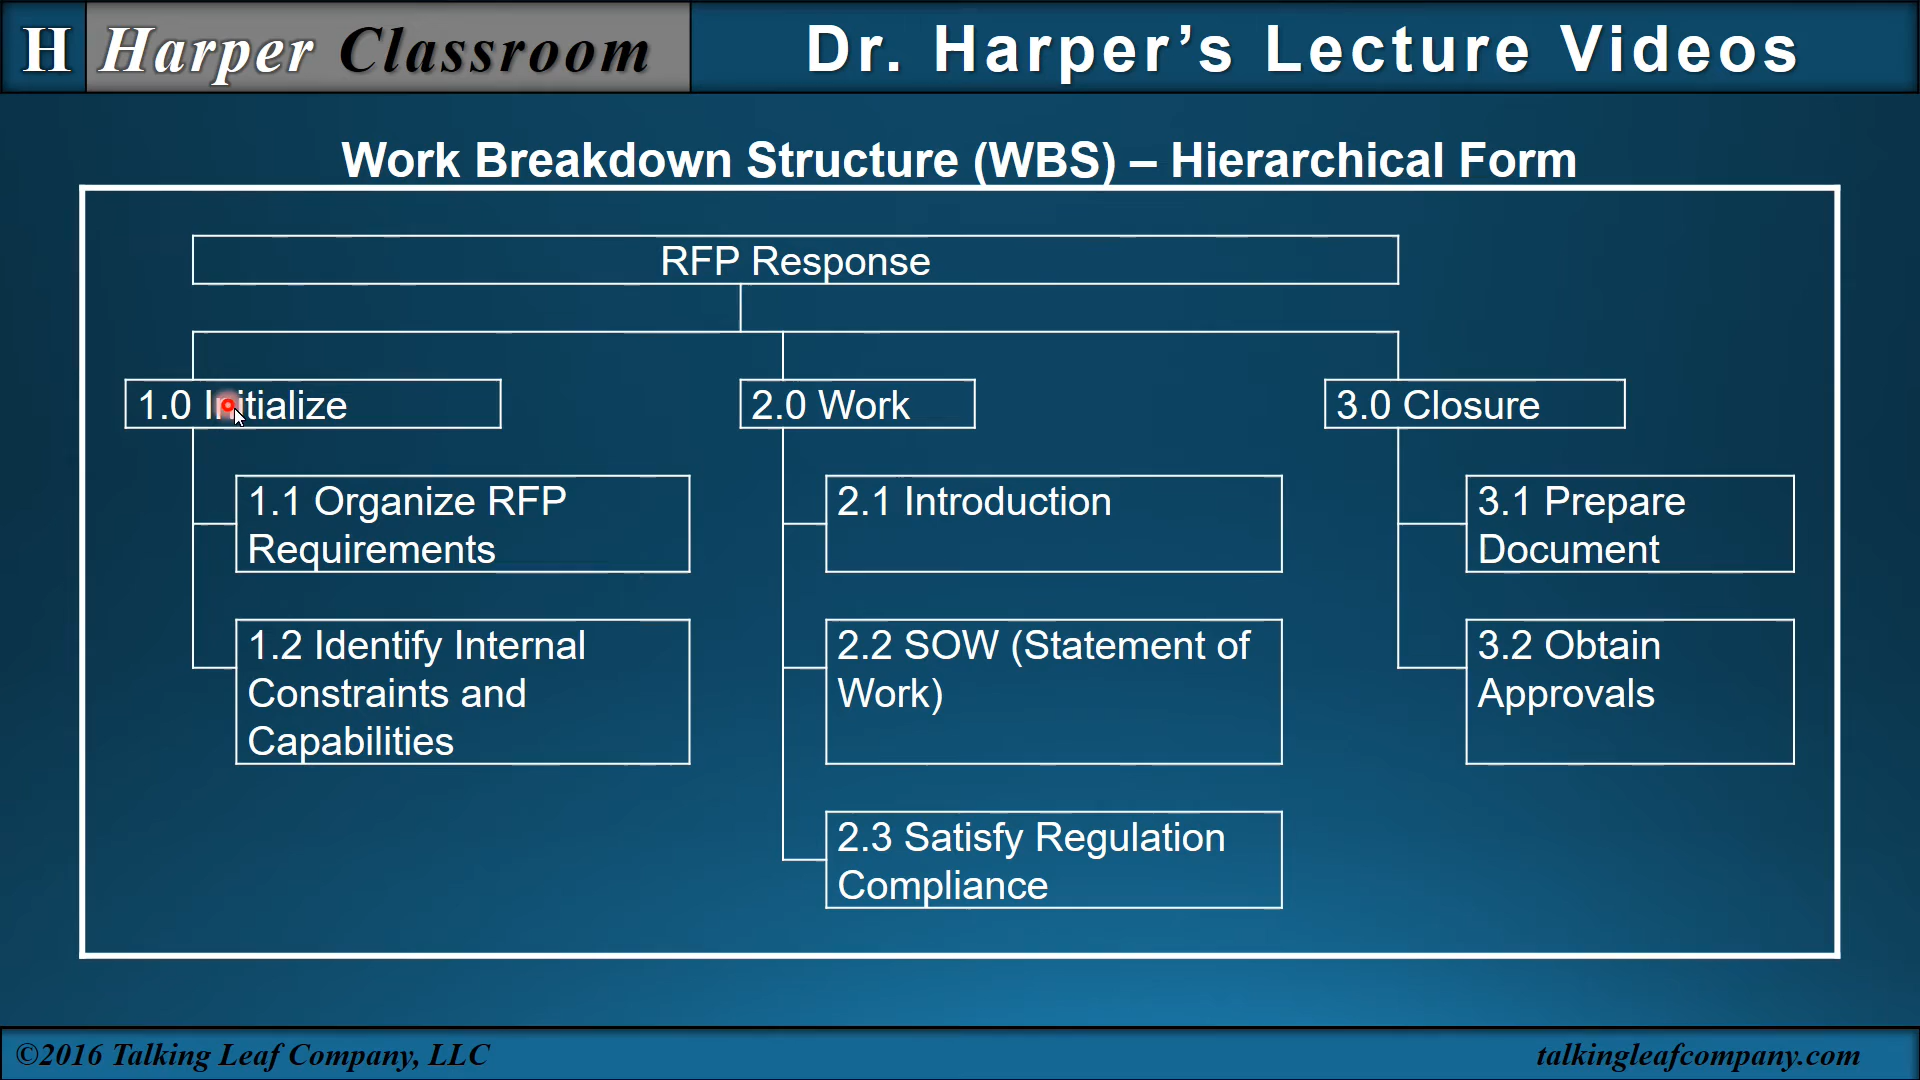 H Harper Classroom
Dr. Harper’s Lecture Videos
Work Breakdown Structure (WBS) – Hierarchical Form
RFP Response
1.0 Initialize
1.1 Organize RFP
Requirements
1.2 Identify Internal
Constraints and
Capabilities
2.0 Work
2.1 Introduction
2.2 SOW (Statement of
Work)
2.3 Satisfy Regulation
Compliance
3.0 Closure
3.1 Prepare
Document
3.2 Obtain
Approvals
©2016 Talking Leaf Company, LLC
talkingleafcompany.com